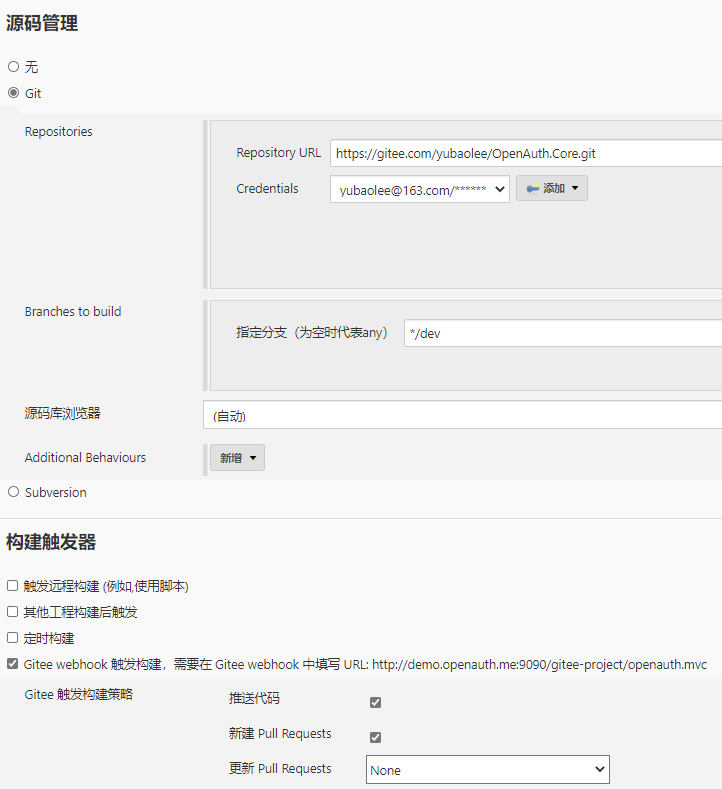 源码管理
无
Git
Repositories
Repository URL https://gitee.com/yubaolee/OpenAuth.Core.git
Credentials yubaolee@163.com/****** 添加
Branches to build
指定分支（为空时代表any） */dev
源码库浏览器 (自动)
Additional Behaviours 新增
Subversion
构建触发器
触发远程构建 (例如,使用脚本)
其他工程构建后触发
定时构建
Gitee webhook 触发构建，需要在 Gitee webhook 中填写 URL: http://demo.openauth.me:9090/gitee-project/openauth.mvc
Gitee 触发构建策略 推送代码
新建 Pull Requests
更新 Pull Requests None